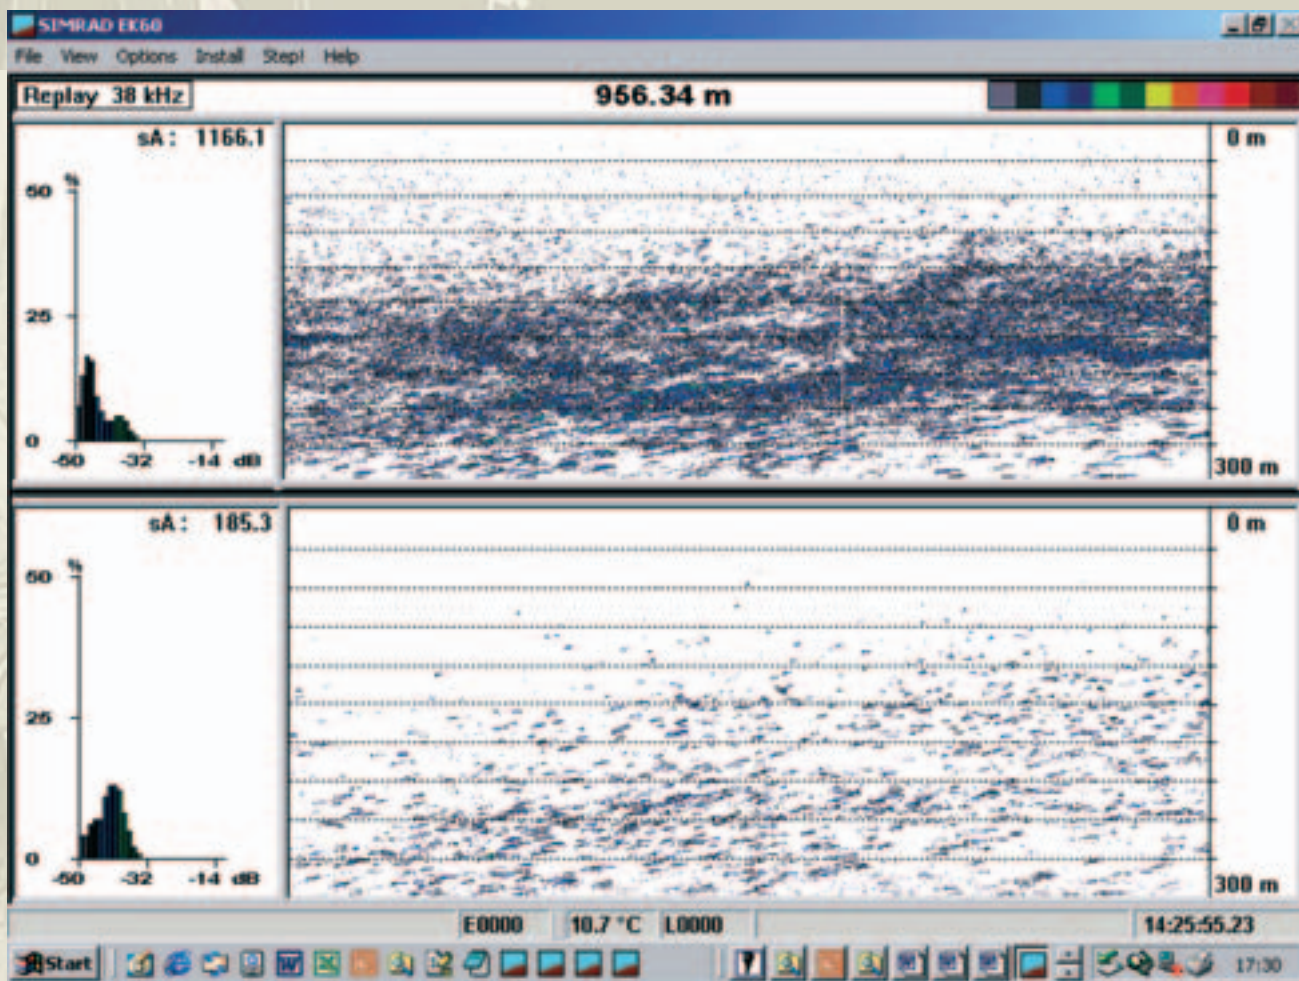 SIMRAD EK60
File View Options Install Step! Help
Replay 38 kHz
956.34 m
sA: 1166.1
%
50
25
0
-50 -32 -14 dB
0 m
300 m
sA: 185.3
%
50
25
0
-50 -32 -14 dB
0 m
300 m
E0000 10.7 °C L0000 14:25:55.23
Start 17:30